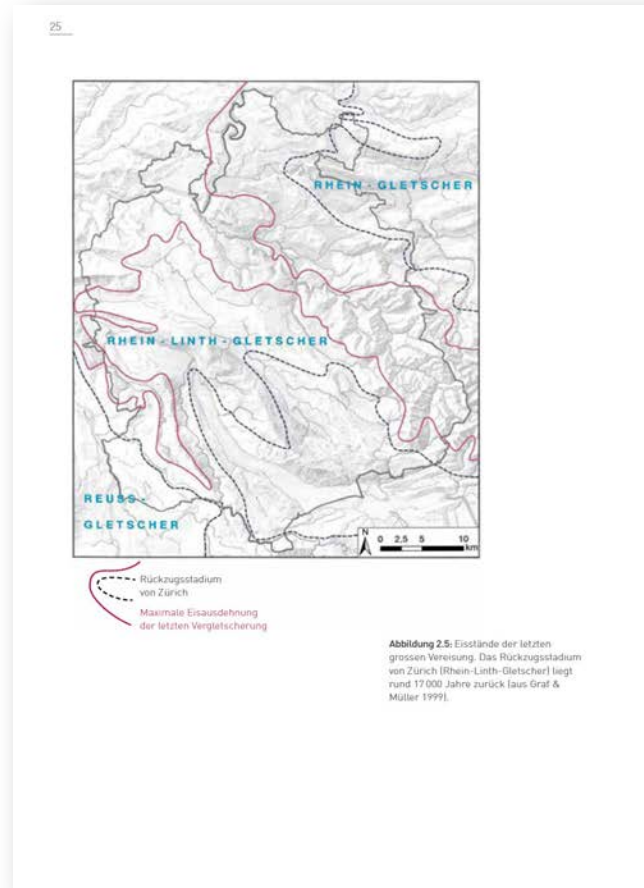 25
RHEIN - GLETSCHER
RHEIN - LINTH - GLETSCHER
REUSS -
GLETSCHER
N
0 2,5 5 10
km
Rückzugsstadium
von Zürich
Maximale Eisausdehnung
der letzten Vergletscherung
Abbildung 2.5: Eisstände der letzten
grossen Vereisung. Das Rückzugsstadium
von Zürich (Rhein-Linth-Gletscher) liegt
rund 17 000 Jahre zurück (aus Graf &
Müller 1999).